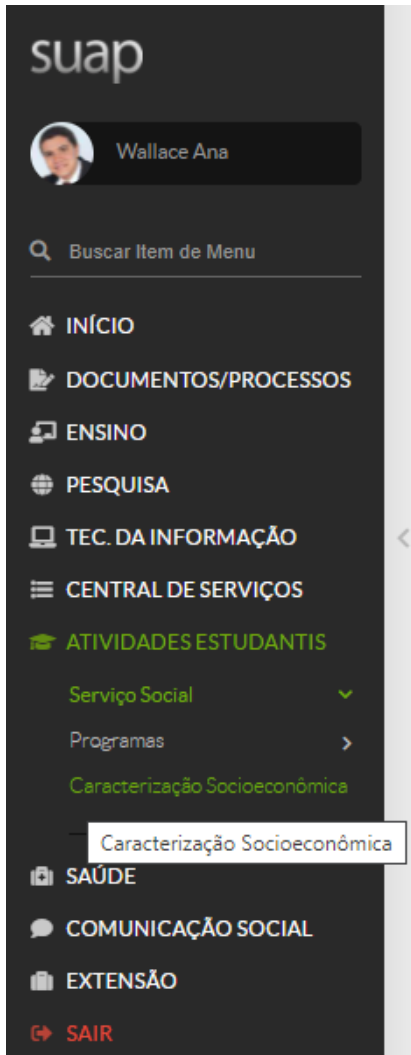 suap
Wallace Ana
Buscar Item de Menu
INÍCIO
DOCUMENTOS/PROCESSOS
ENSINO
PESQUISA
TEC. DA INFORMAÇÃO
CENTRAL DE SERVIÇOS
ATIVIDADES ESTUDANTIS
Serviço Social
Programas
Caracterização Socioeconômica
Caracterização Socioeconômica
SAÚDE
COMUNICAÇÃO SOCIAL
EXTENSÃO
SAIR